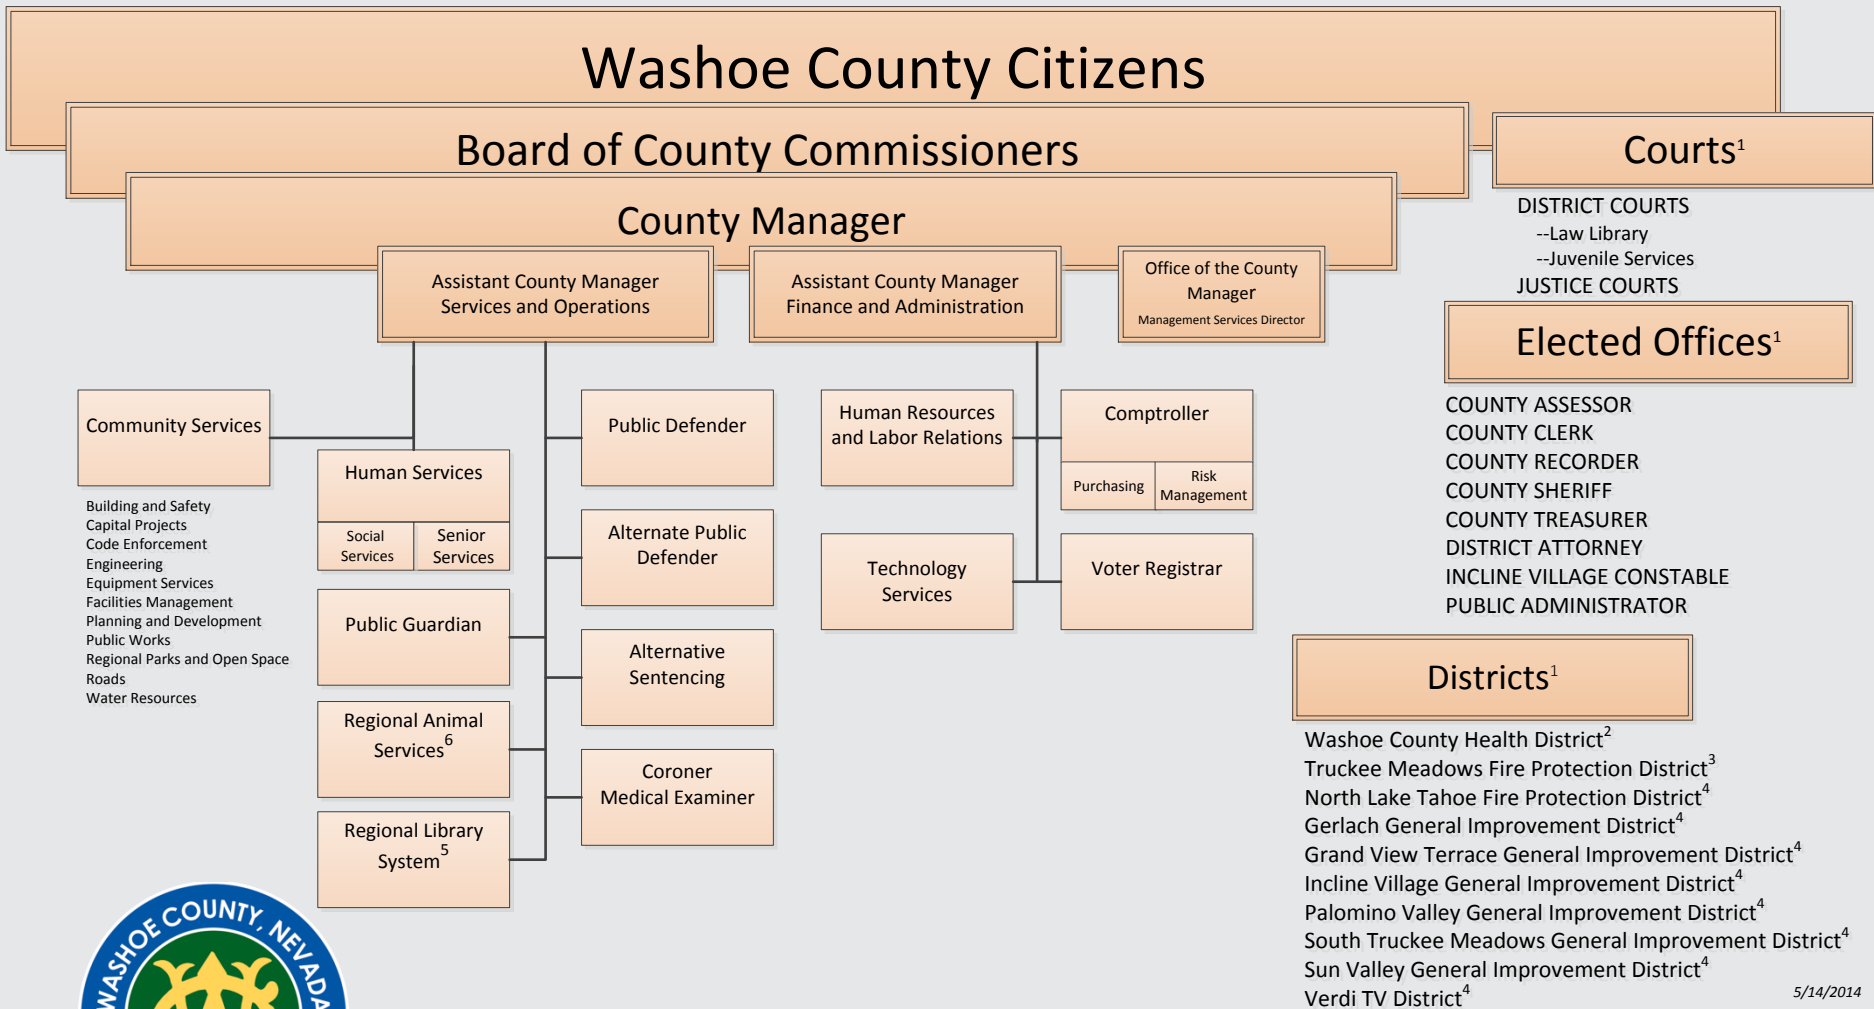 Washoe County Citizens
Board of County Commissioners
County Manager
Assistant County Manager
Services and Operations
Assistant County Manager
Finance and Administration
Office of the County
Manager
Management Services Director
Courts¹
DISTRICT COURTS
--Law Library
--Juvenile Services
JUSTICE COURTS
Elected Offices¹
COUNTY ASSESSOR
COUNTY CLERK
COUNTY RECORDER
COUNTY SHERIFF
COUNTY TREASURER
DISTRICT ATTORNEY
INCLINE VILLAGE CONSTABLE
PUBLIC ADMINISTRATOR
Community Services
Building and Safety
Capital Projects
Code Enforcement
Engineering
Equipment Services
Facilities Management
Planning and Development
Public Works
Regional Parks and Open Space
Roads
Water Resources
Human Services
Social
Services
Senior
Services
Public Guardian
Regional Animal
Services⁶
Regional Library
System⁵
Public Defender
Alternate Public
Defender
Alternative
Sentencing
Coroner
Medical Examiner
Human Resources
and Labor Relations
Comptroller
Purchasing
Risk
Management
Technology
Services
Voter Registrar
Districts¹
Washoe County Health District²
Truckee Meadows Fire Protection District³
North Lake Tahoe Fire Protection District⁴
Gerlach General Improvement District⁴
Grand View Terrace General Improvement District⁴
Incline Village General Improvement District⁴
Palomino Valley General Improvement District⁴
South Truckee Meadows General Improvement District⁴
Sun Valley General Improvement District⁴
Verdi TV District⁴
WASHOE COUNTY, NEVADA
5/14/2014